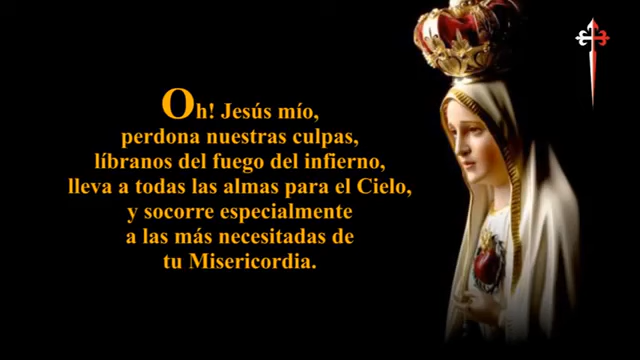 Oh! Jesús mío,
perdona nuestras culpas,
líbranos del fuego del infierno,
lleva a todas las almas para el Cielo,
y socorre especialmente
a las más necesitadas de
tu Misericordia.